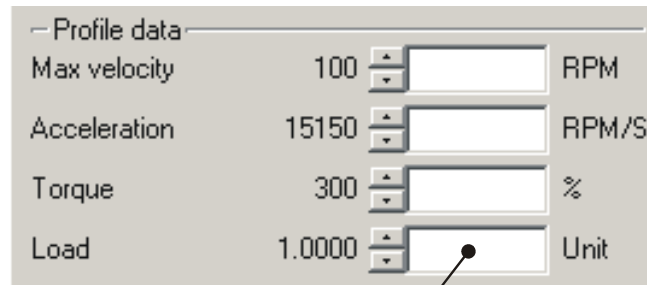 Profile data
Max velocity 100 RPM
Acceleration 15150 RPM/S
Torque 300 %
Load 1.0000 Unit